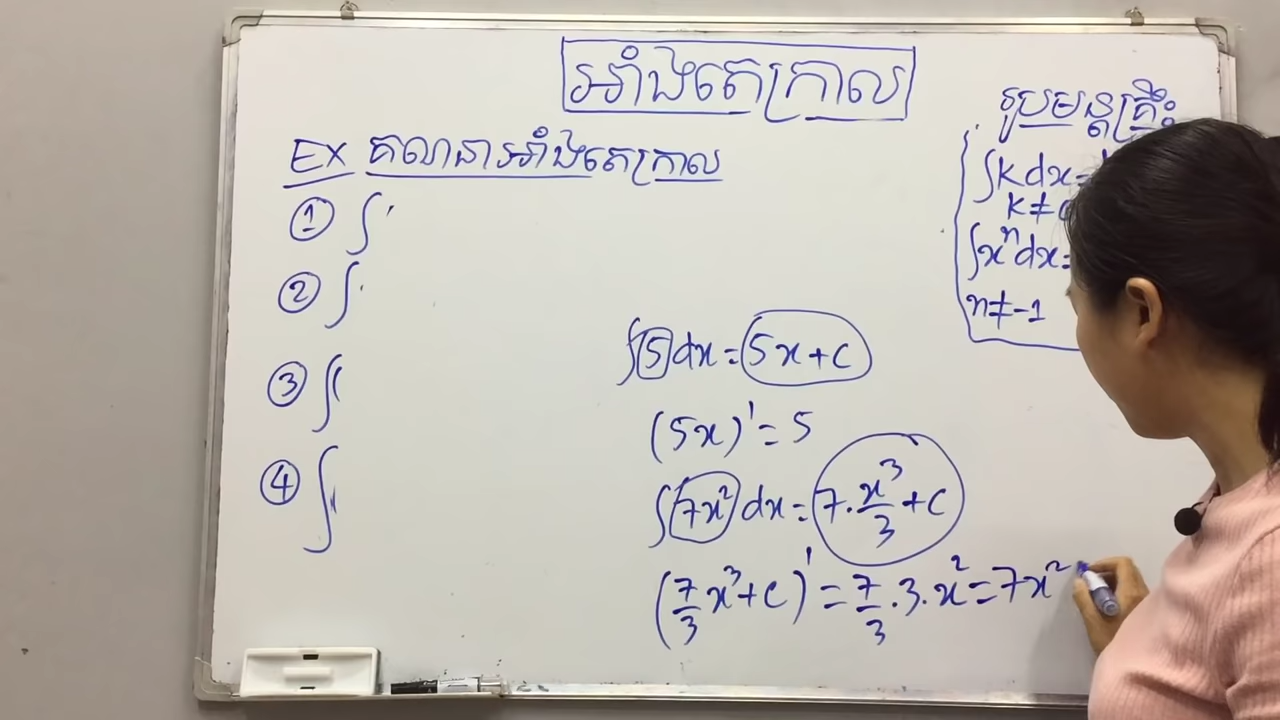 អាំងតេក្រាល
EX គណនាអាំងតេក្រាល
① ∫
② ∫
③ ∫
④ ∫
∫5dx=5x+c
(5x)'=5
∫7x²dx=7·x³/3+c
(7/3x³+c)'=7/3·3·x²=7x²
រូបមន្តគ្រឹះ
∫kdx=
k≠
∫xⁿdx=
n≠-1